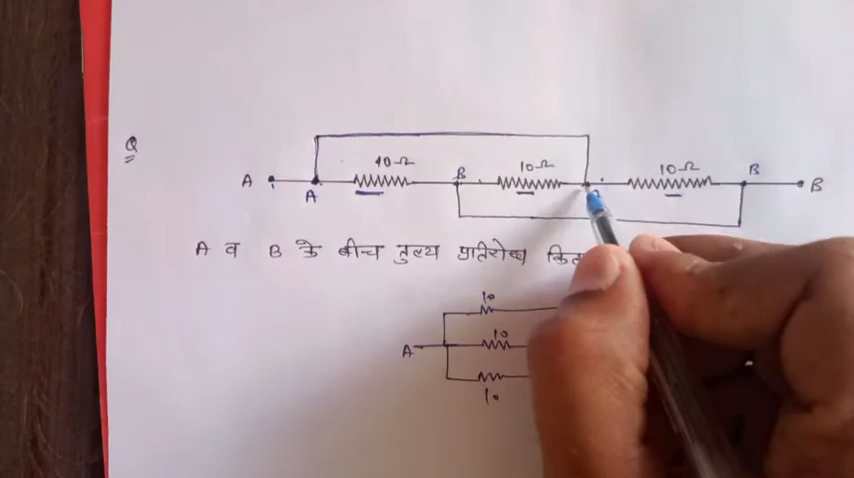 Q
10Ω 10Ω 10Ω
A A B B B
A व B के बीच तुल्य प्रतिरोध
10
A 10
10